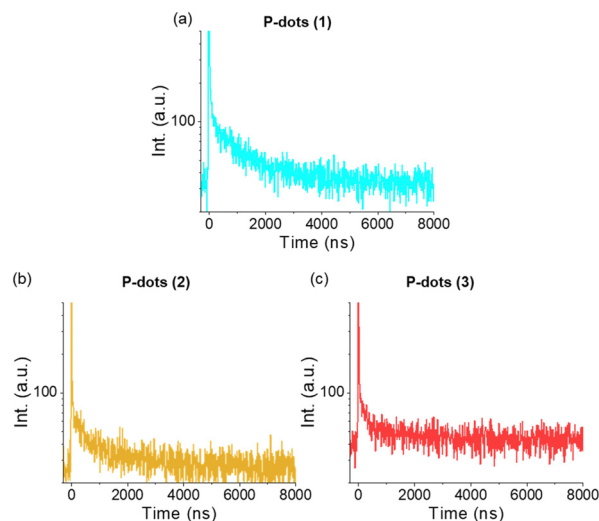 (a) P-dots (1)
Int. (a.u.)
100
0 2000 4000 6000 8000
Time (ns)
(b) P-dots (2)
Int. (a.u.)
100
0 2000 4000 6000 8000
Time (ns)
(c) P-dots (3)
Int. (a.u.)
100
0 2000 4000 6000 8000
Time (ns)